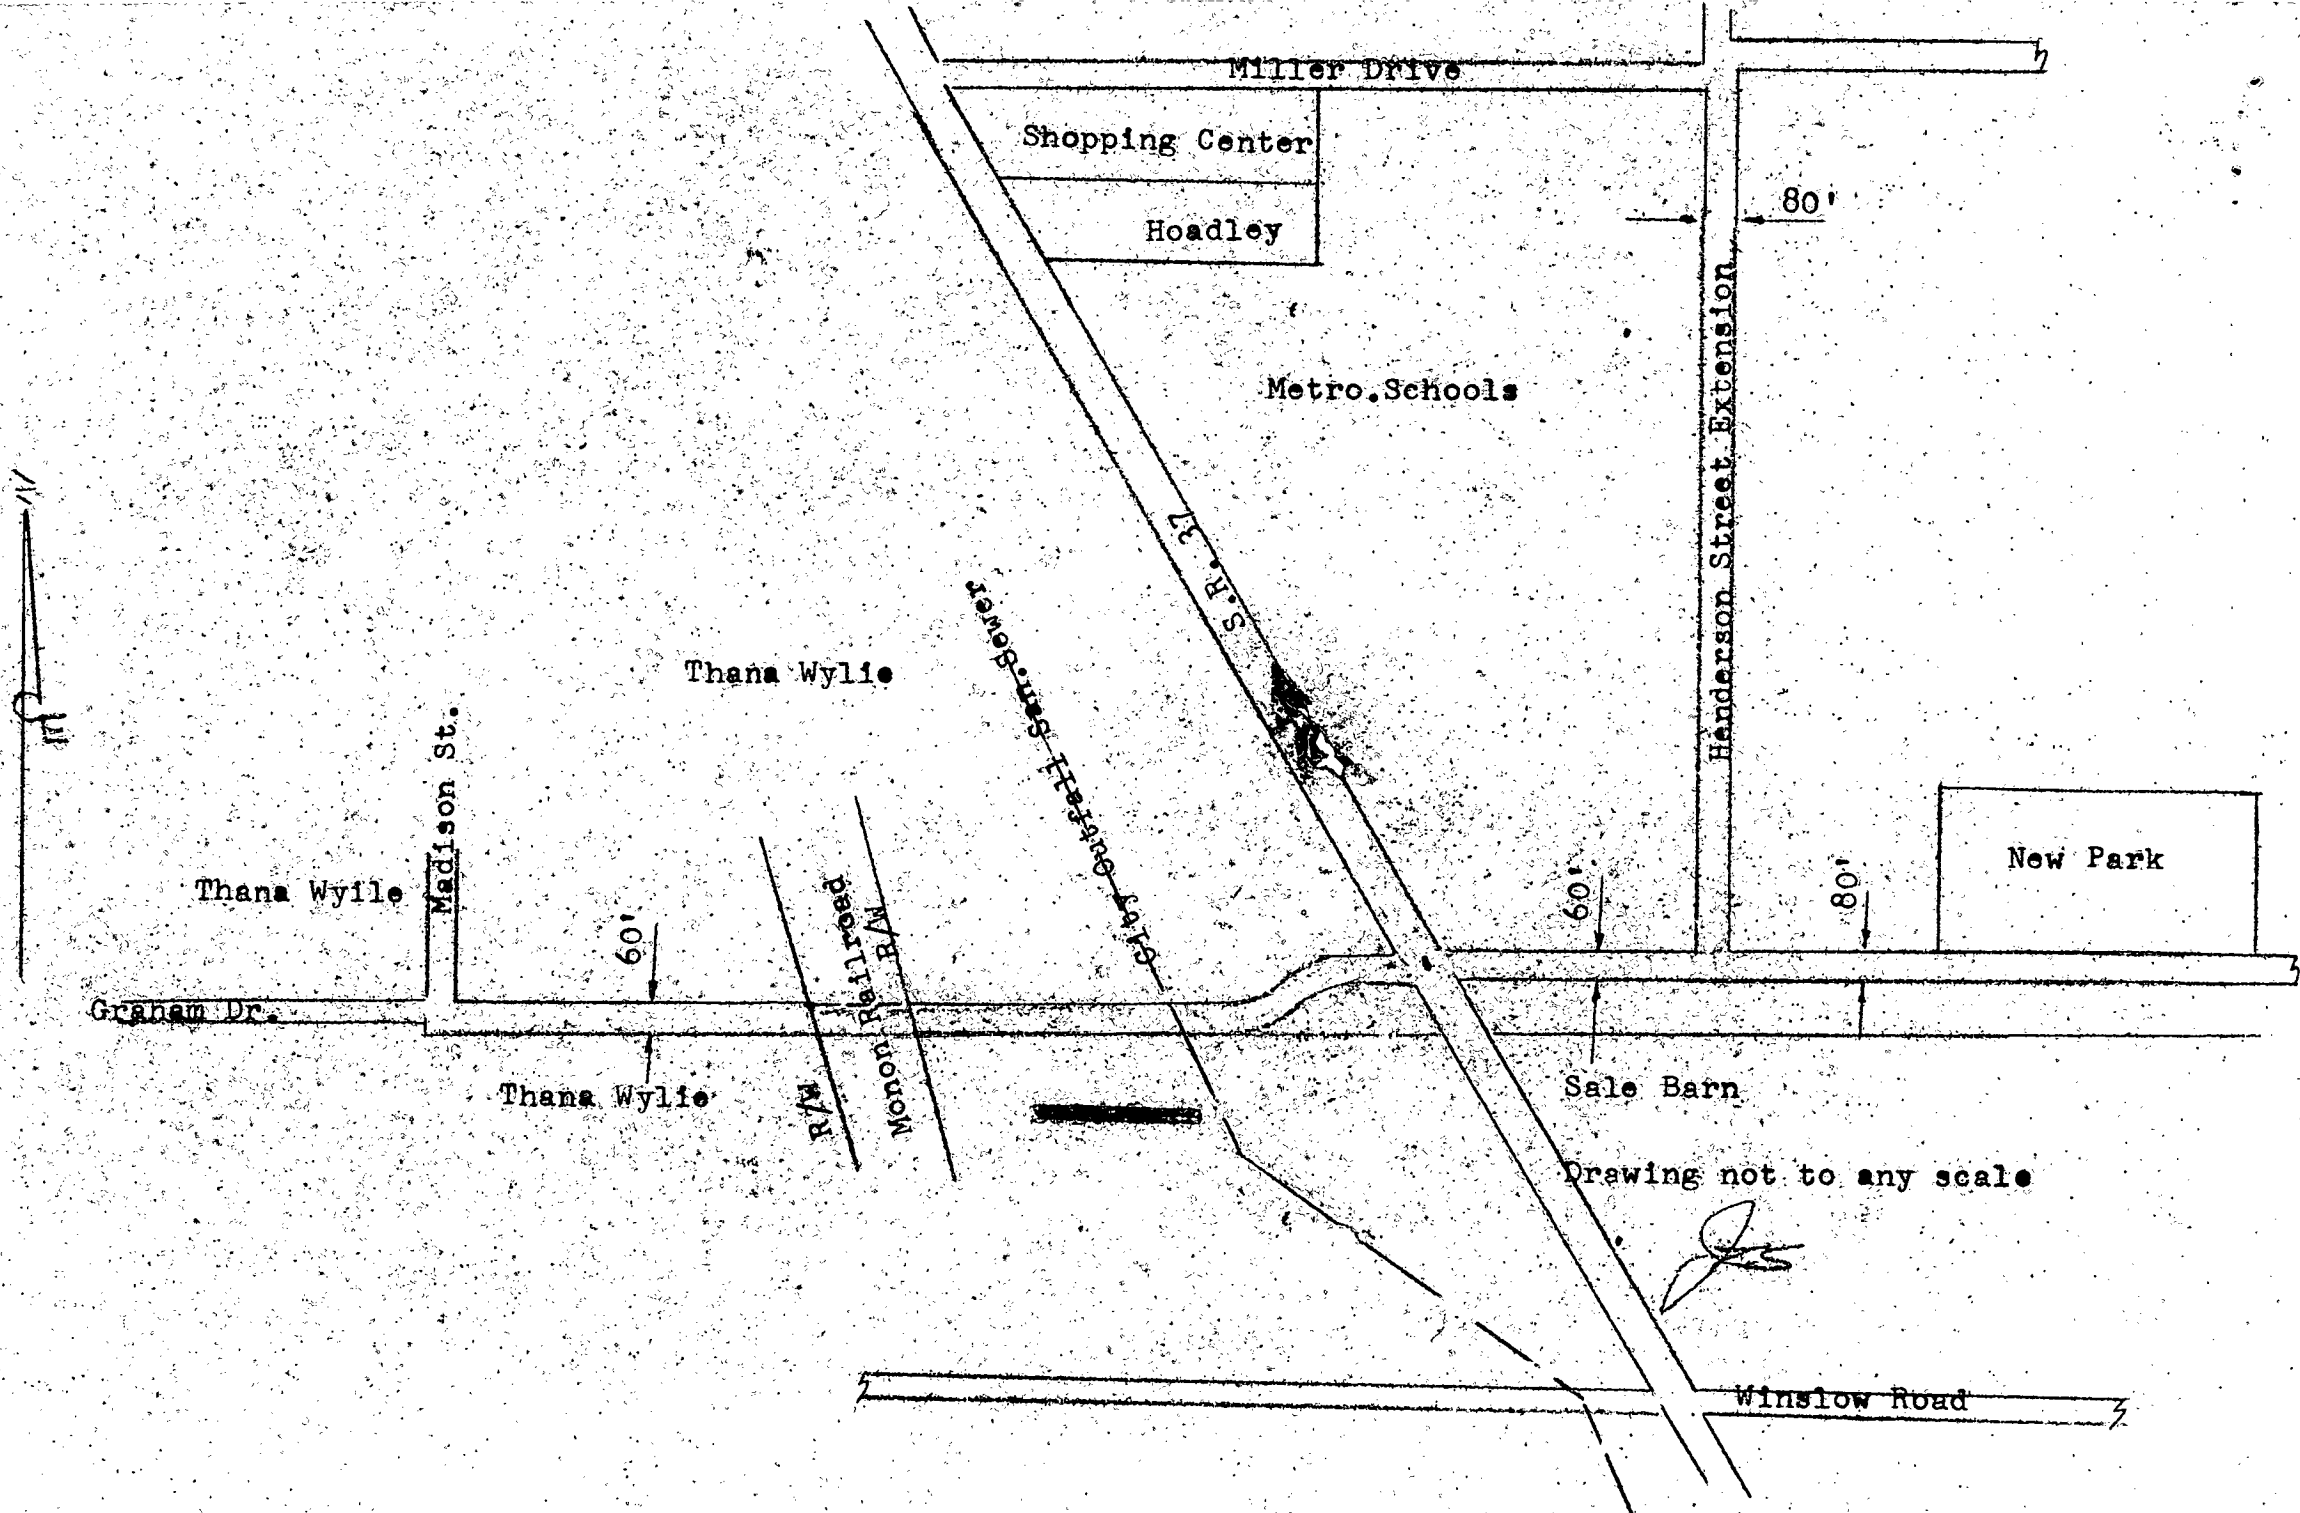 Miller Drive
Shopping Center
80'
Hoadley
Henderson Street Extension
Metro.Schools
S.R. 37
City Outfall San.Sewer
Thana Wylie
Madison St.
New Park
Thana Wyile
60'
60'
80'
Monon Railroad
R/W
Graham Dr.
Thana Wylie
R/W
Sale Barn
Drawing not to any scale
Winslow Road